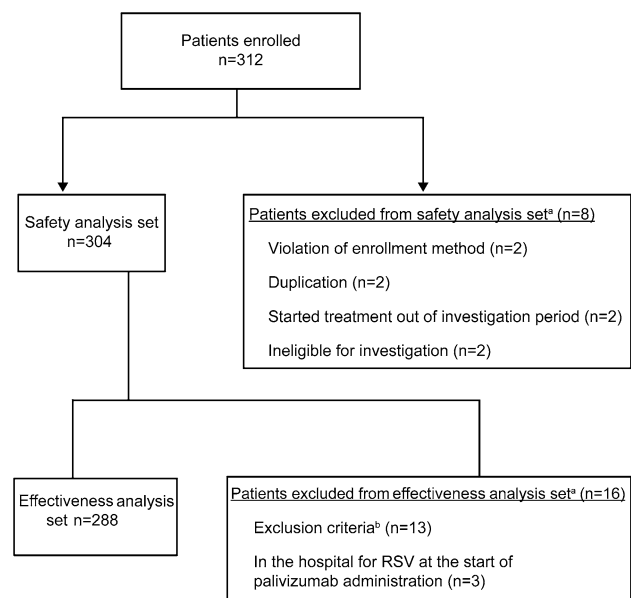 Patients enrolled
n=312
Safety analysis set
n=304
Patients excluded from safety analysis setª (n=8)
Violation of enrollment method (n=2)
Duplication (n=2)
Started treatment out of investigation period (n=2)
Ineligible for investigation (n=2)
Effectiveness analysis
set n=288
Patients excluded from effectiveness analysis setª (n=16)
Exclusion criteriaᵇ (n=13)
In the hospital for RSV at the start of
palivizumab administration (n=3)